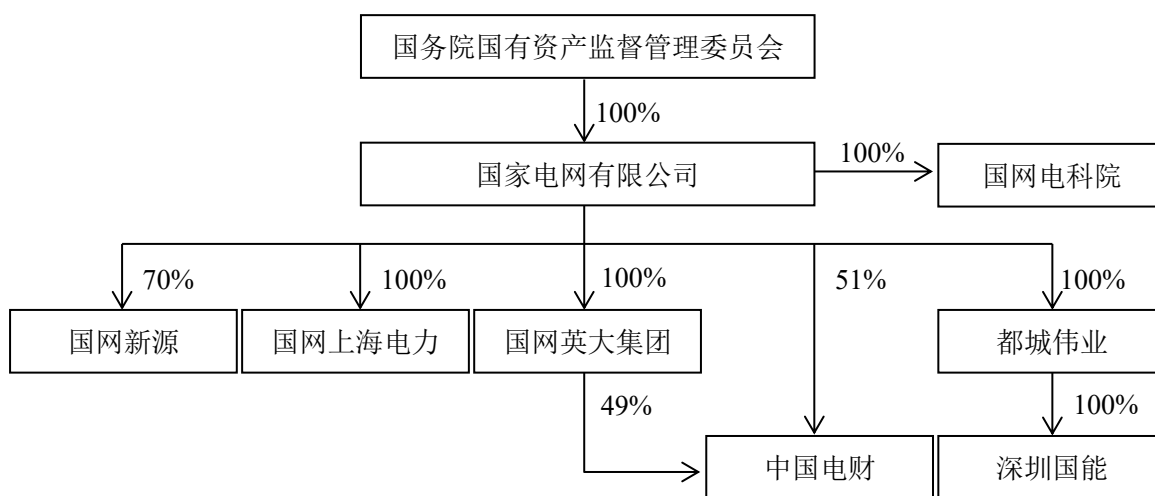 国务院国有资产监督管理委员会
100%
国家电网有限公司
100%
国网电科院
70%
100%
100%
51%
100%
国网新源
国网上海电力
国网英大集团
都城伟业
49%
100%
中国电财
深圳国能